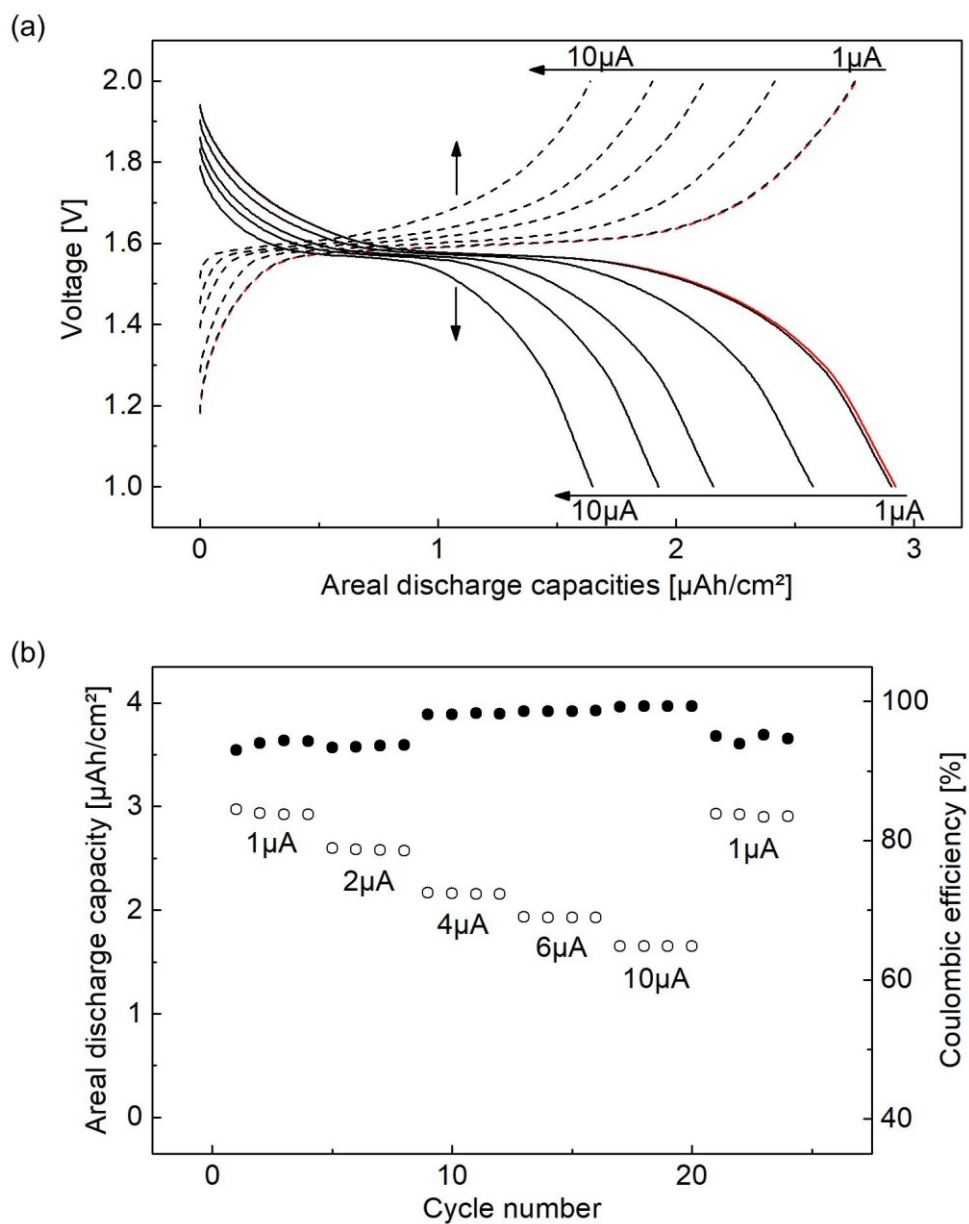 (a)
10µA 1µA
2.0
1.8
1.6
1.4
1.2
1.0
Voltage [V]
10µA 1µA
0 1 2 3
Areal discharge capacities [µAh/cm²]
(b)
4
3
2
1
0
Areal discharge capacity [µAh/cm²]
1µA
2µA
4µA
6µA
10µA
1µA
100
80
60
40
Coulombic efficiency [%]
0 10 20
Cycle number